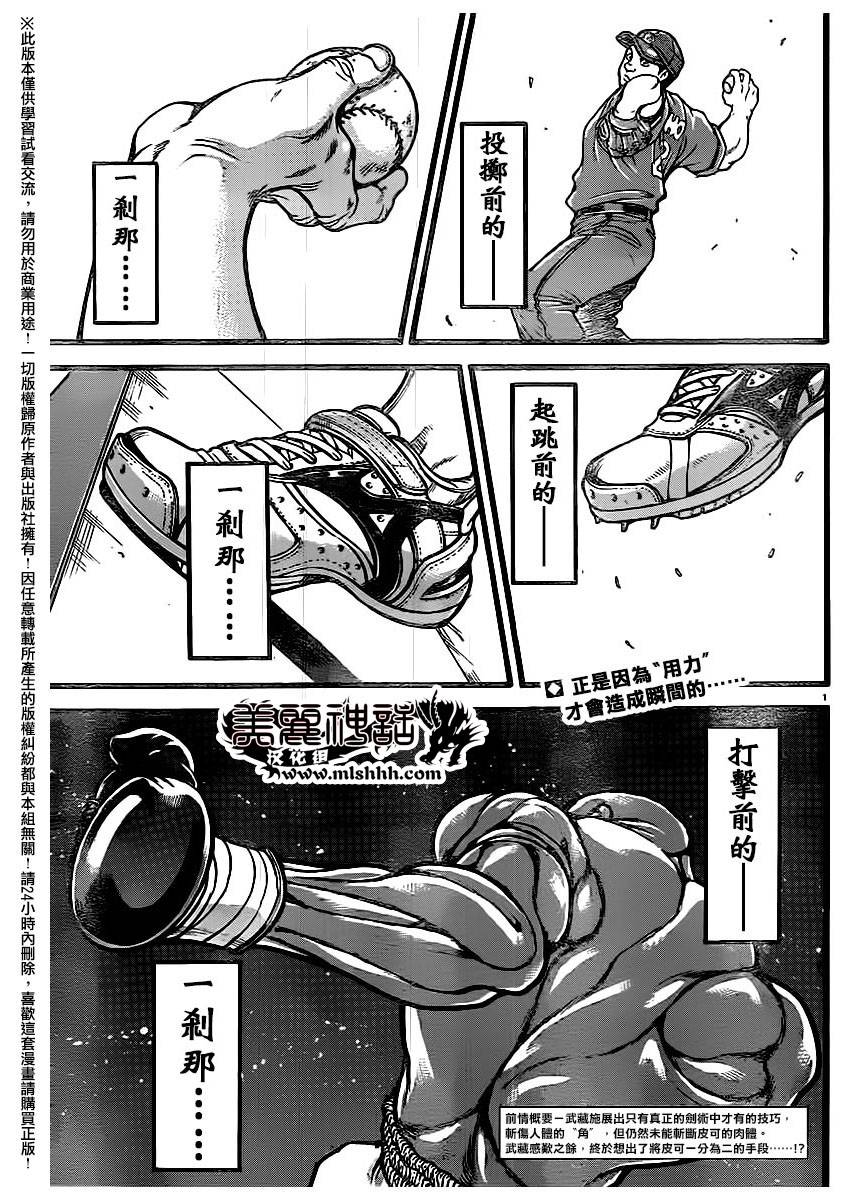 ※此版本僅供學習試看交流，請勿用於商業用途！一切版權歸原作者與出版社擁有！因任意轉載所產生的版權糾紛都與本組無關！請24小時內刪除，喜歡這套漫畫請購買正版！
投擲前的——
一剎那……
起跳前的——
一剎那……
正是因為〝用力〞
才會造成瞬間的……
1
美麗神話
汉化组
www.mlshhh.com
打擊前的——
一剎那……
前情概要－武藏施展出只有真正的劍術中才有的技巧，
斬傷人體的〝角〞，但仍然未能斬斷皮可的肉體。
武藏感歎之餘，終於想出了將皮可一分為二的手段……!?